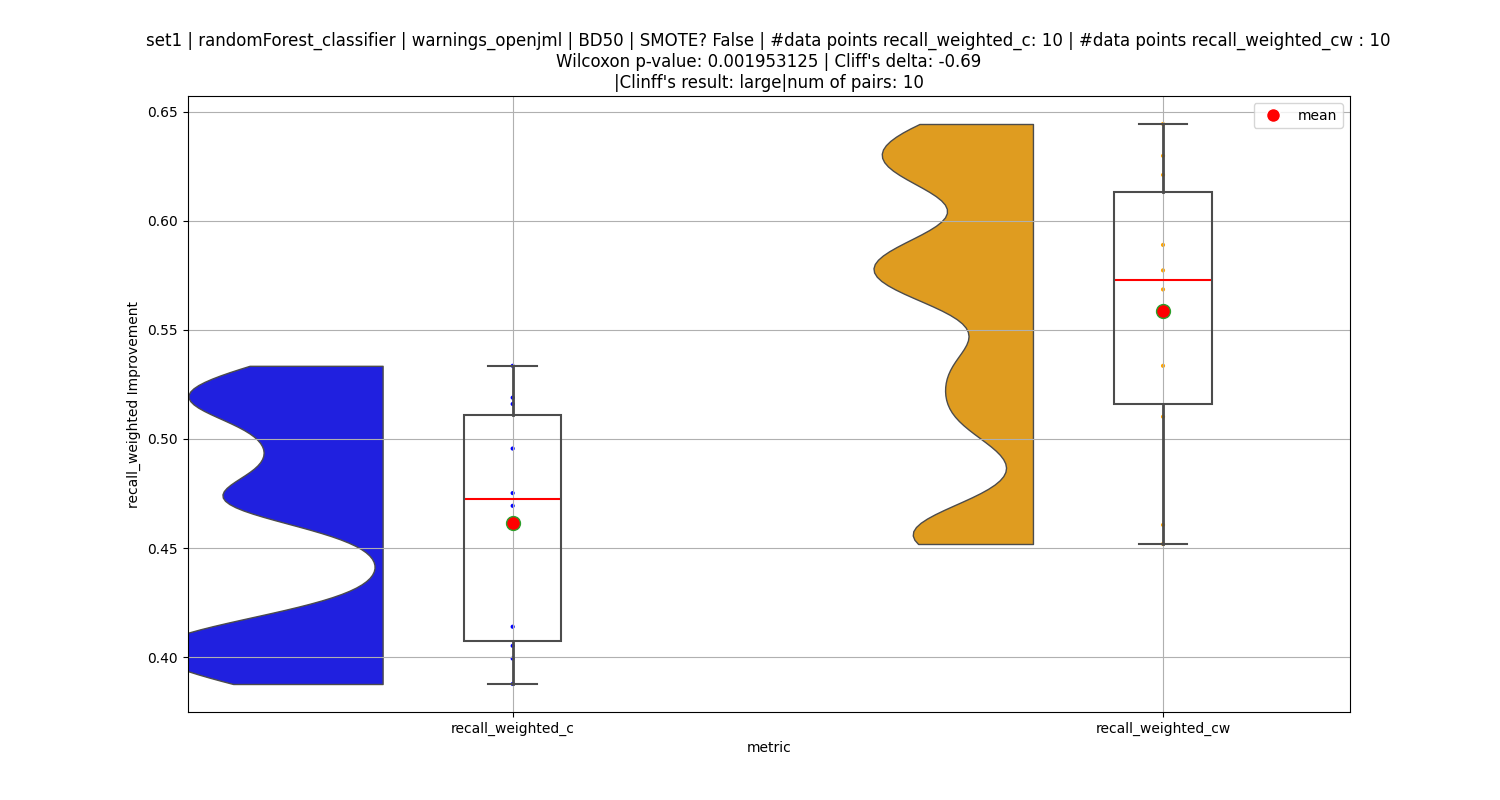 set1 | randomForest_classifier | warnings_openjml | BD50 | SMOTE? False | #data points recall_weighted_c: 10 | #data points recall_weighted_cw : 10
Wilcoxon p-value: 0.001953125 | Cliff's delta: -0.69
|Clinff's result: large|num of pairs: 10
mean
0.65
0.60
0.55
0.50
0.45
0.40
recall_weighted Improvement
recall_weighted_c
recall_weighted_cw
metric